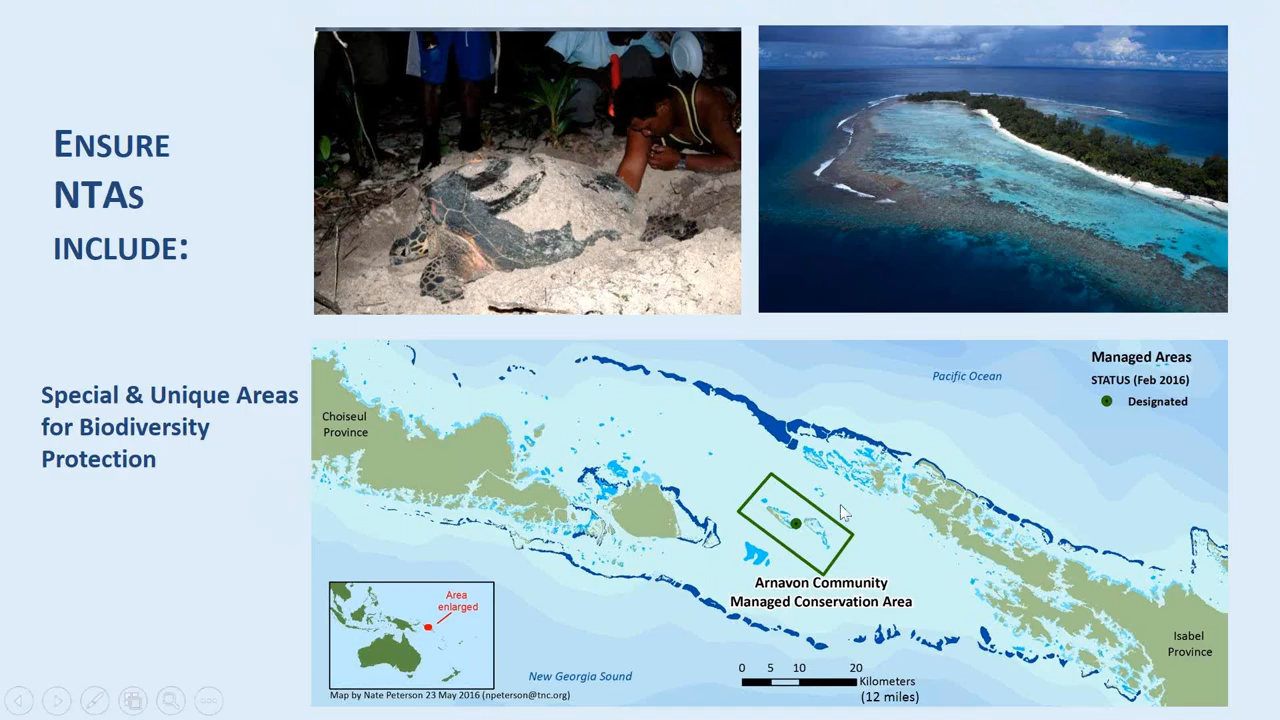 ENSURE
NTAS
INCLUDE:
Special & Unique Areas
for Biodiversity
Protection
Managed Areas
STATUS (Feb 2016)
Designated
Pacific Ocean
Choiseul
Province
Arnavon Community
Managed Conservation Area
Area
enlarged
Isabel
Province
New Georgia Sound
0 5 10 20
Kilometers
(12 miles)
Map by Nate Peterson 23 May 2016 (npeterson@tnc.org)